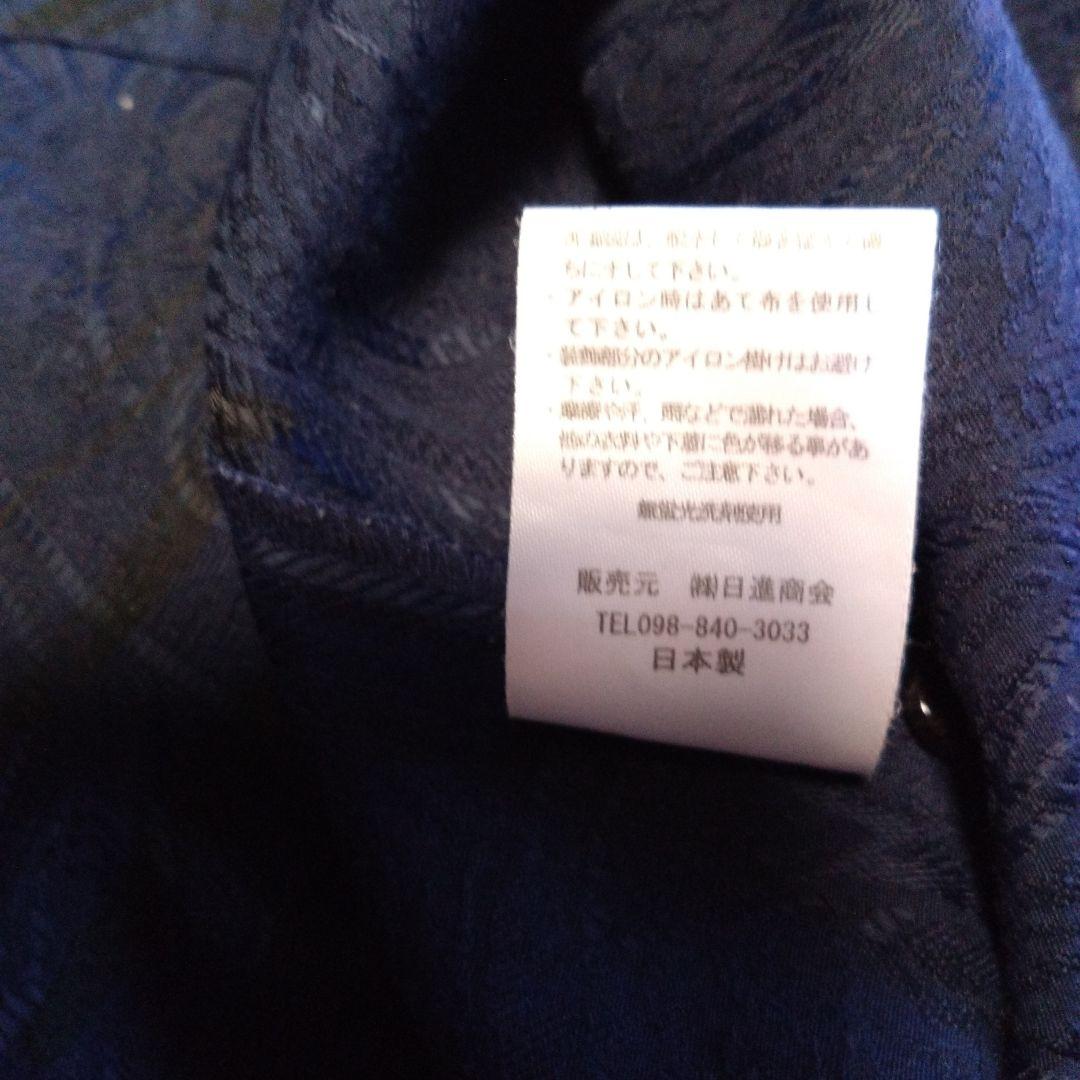 ちに干して下さい。
・アイロン時はあて布を使用し
て下さい。
・装飾部分のアイロン掛けはお避け
下さい。
・摩擦や汗、雨などで濡れた場合、
他の衣料や下着に色が移る事があ
りますので、ご注意下さい。
無蛍光洗剤使用
販売元 ㈱日進商会
TEL098-840-3033
日本製